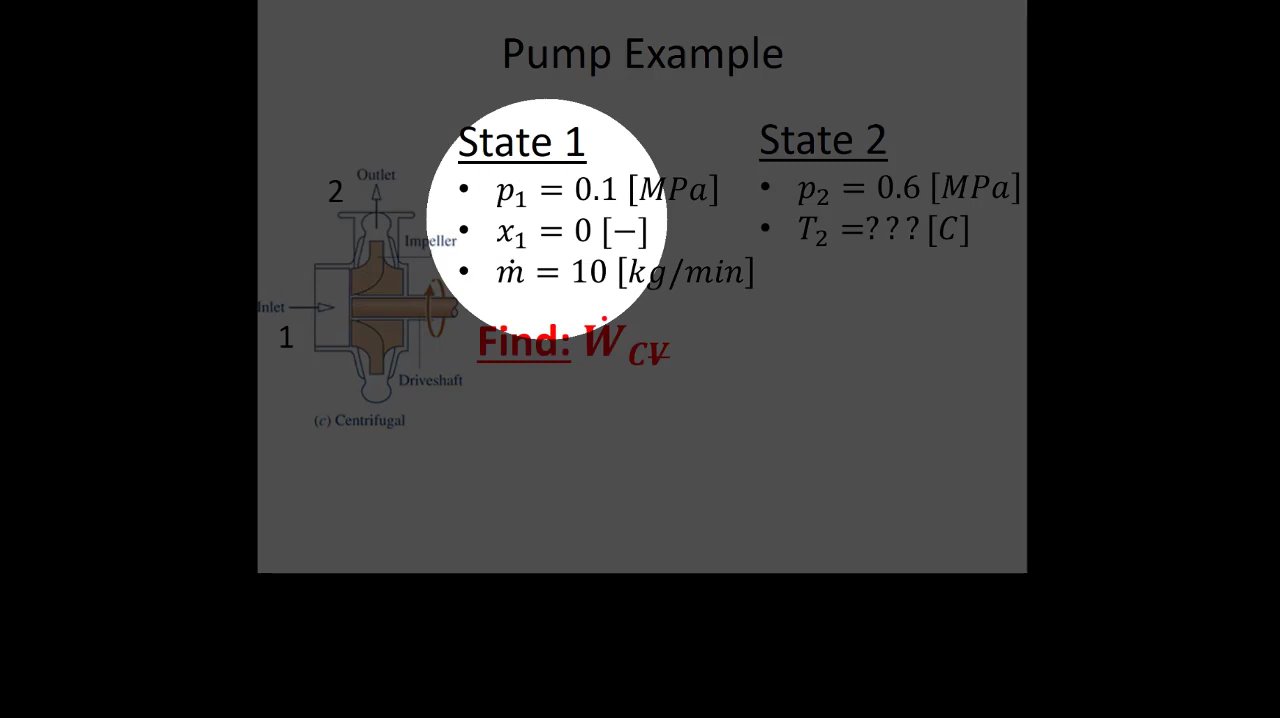 Pump Example
State 1
• p₁ = 0.1 [MPa]
• x₁ = 0 [−]
• ṁ = 10 [kg/min]
State 2
• p₂ = 0.6 [MPa]
• T₂ =? ? ? [C]
Find: Ẇ CV
2
Outlet
Impeller
Inlet
1
Driveshaft
(c) Centrifugal